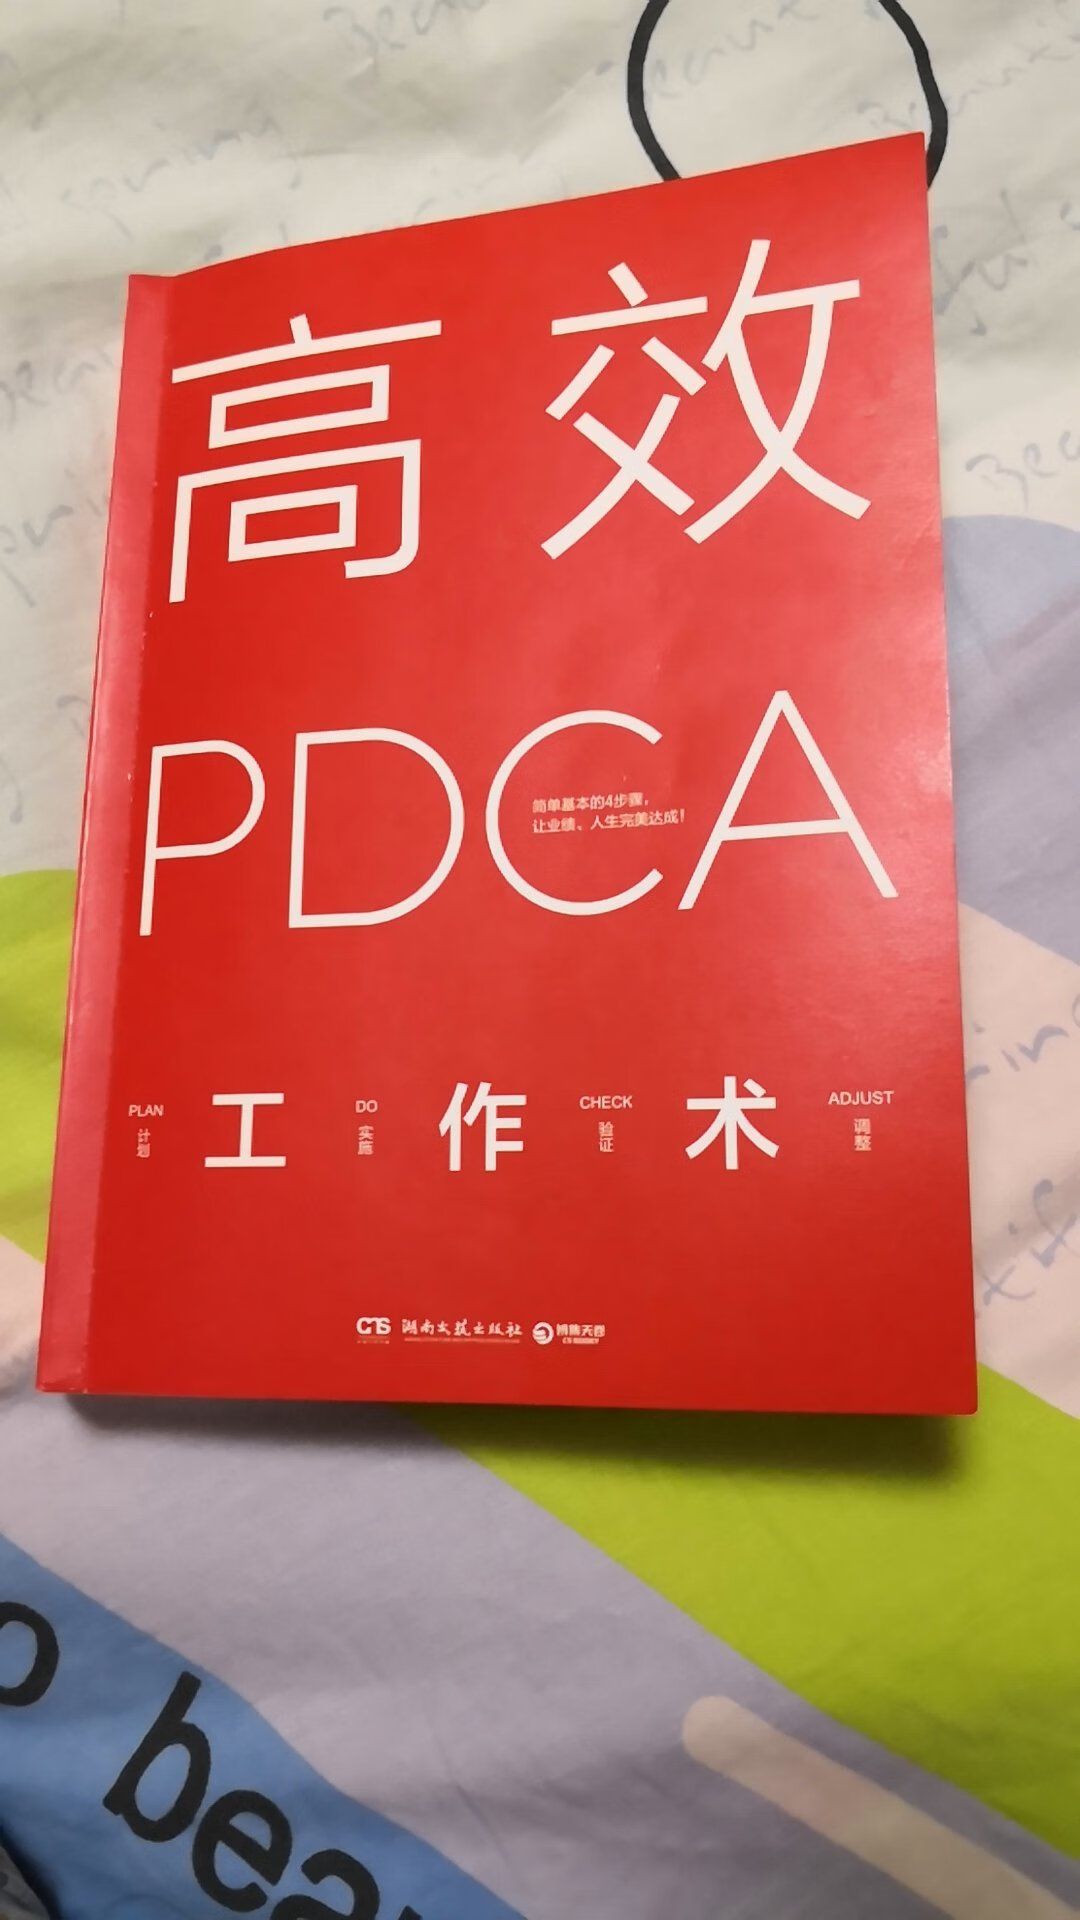 高效
PDCA
简单基本的4步骤，
让业绩、人生完美达成！
PLAN
计划
工
DO
实施
作
CHECK
验证
术
ADJUST
调整
CTS 湖南文艺出版社 博集天卷
bea